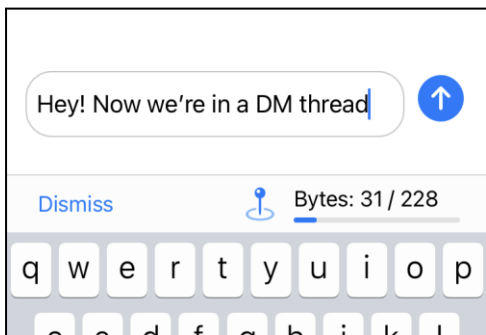 Hey! Now we’re in a DM thread
Dismiss Bytes: 31 / 228
q w e r t y u i o p